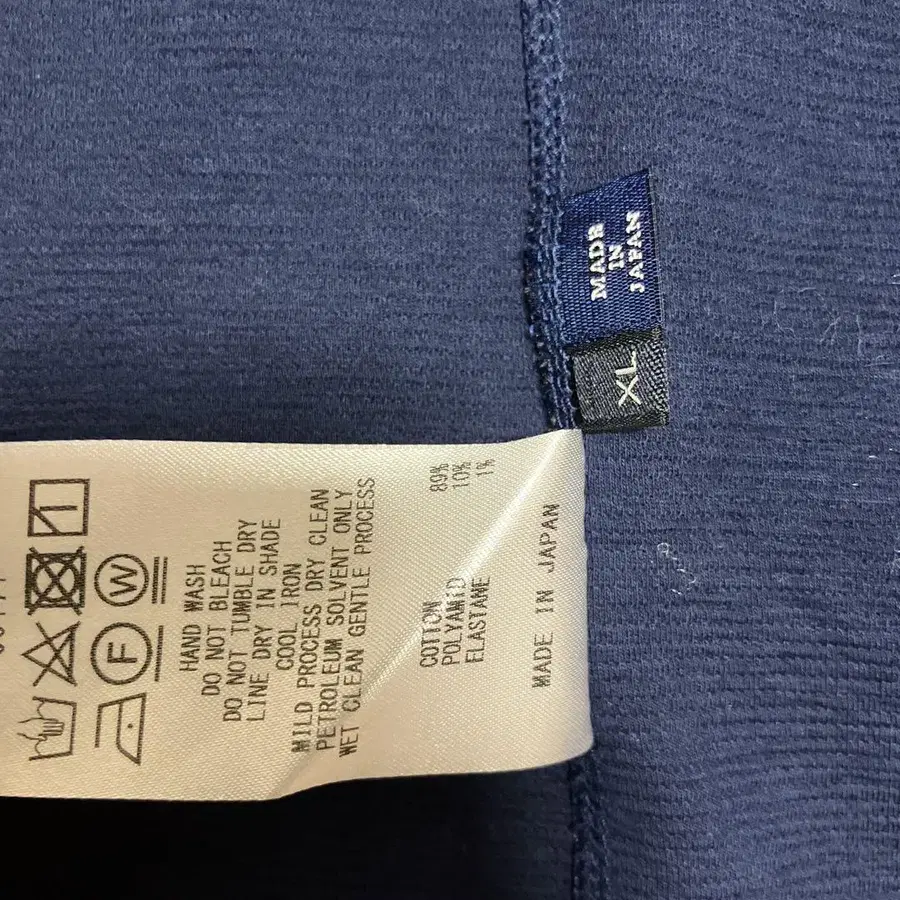 MADE
IN
JAPAN
XL
W
F
HAND WASH
DO NOT BLEACH
DO NOT TUMBLE DRY
LINE DRY IN SHADE
COOL IRON
MILD PROCESS DRY CLEAN
PETROLEUM SOLVENT ONLY
WET CLEAN GENTLE PROCESS
COTTON 89%
POLYAMID 10%
ELASTANE 1%
MADE IN JAPAN